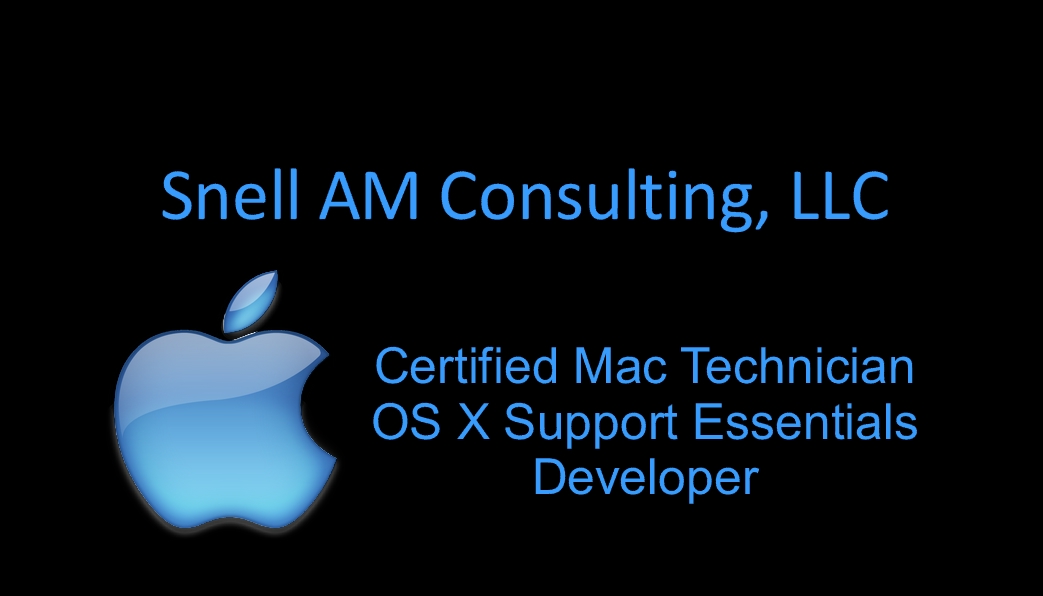 Snell AM Consulting, LLC
Certified Mac Technician
OS X Support Essentials
Developer